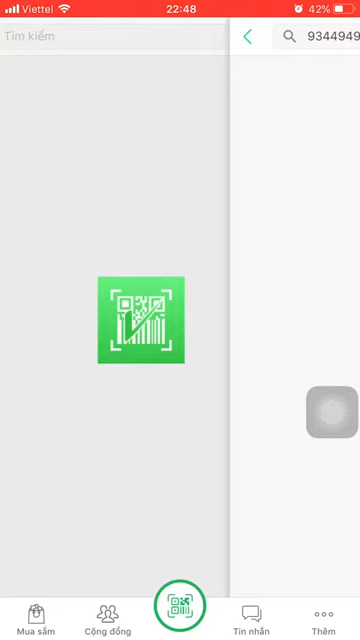 Viettel 22:48 42%
Tìm kiếm 9344949
Mua sắm Cộng đồng Tin nhắn Thêm